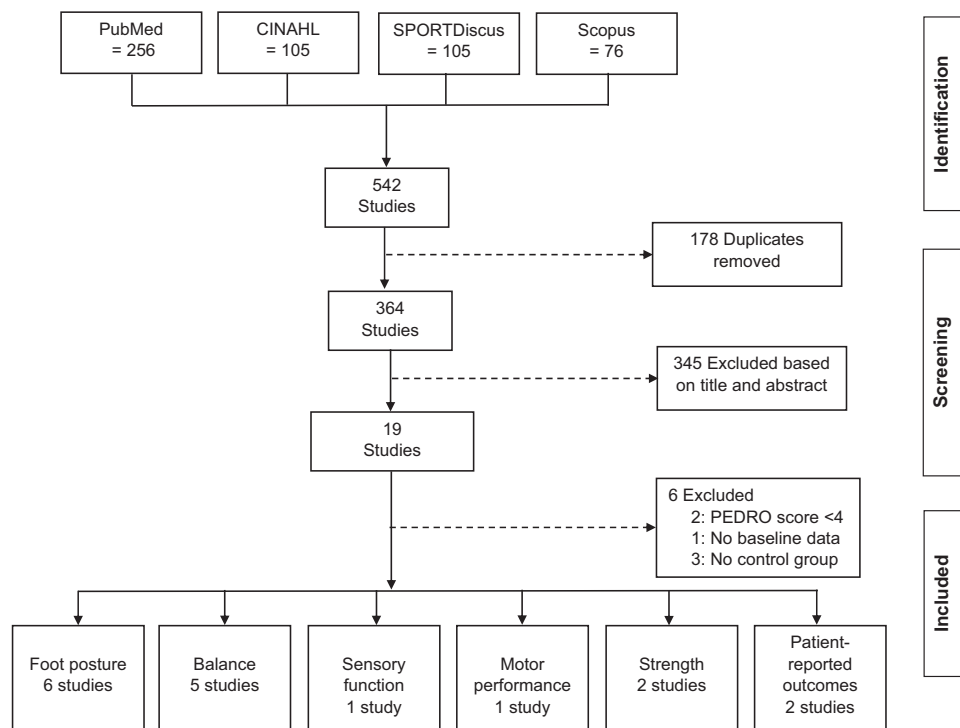 PubMed
= 256
CINAHL
= 105
SPORTDiscus
= 105
Scopus
= 76
Identification
542
Studies
178 Duplicates
removed
364
Studies
345 Excluded based
on title and abstract
Screening
19
Studies
6 Excluded
2: PEDRO score <4
1: No baseline data
3: No control group
Included
Foot posture
6 studies
Balance
5 studies
Sensory
function
1 study
Motor
performance
1 study
Strength
2 studies
Patient-
reported
outcomes
2 studies